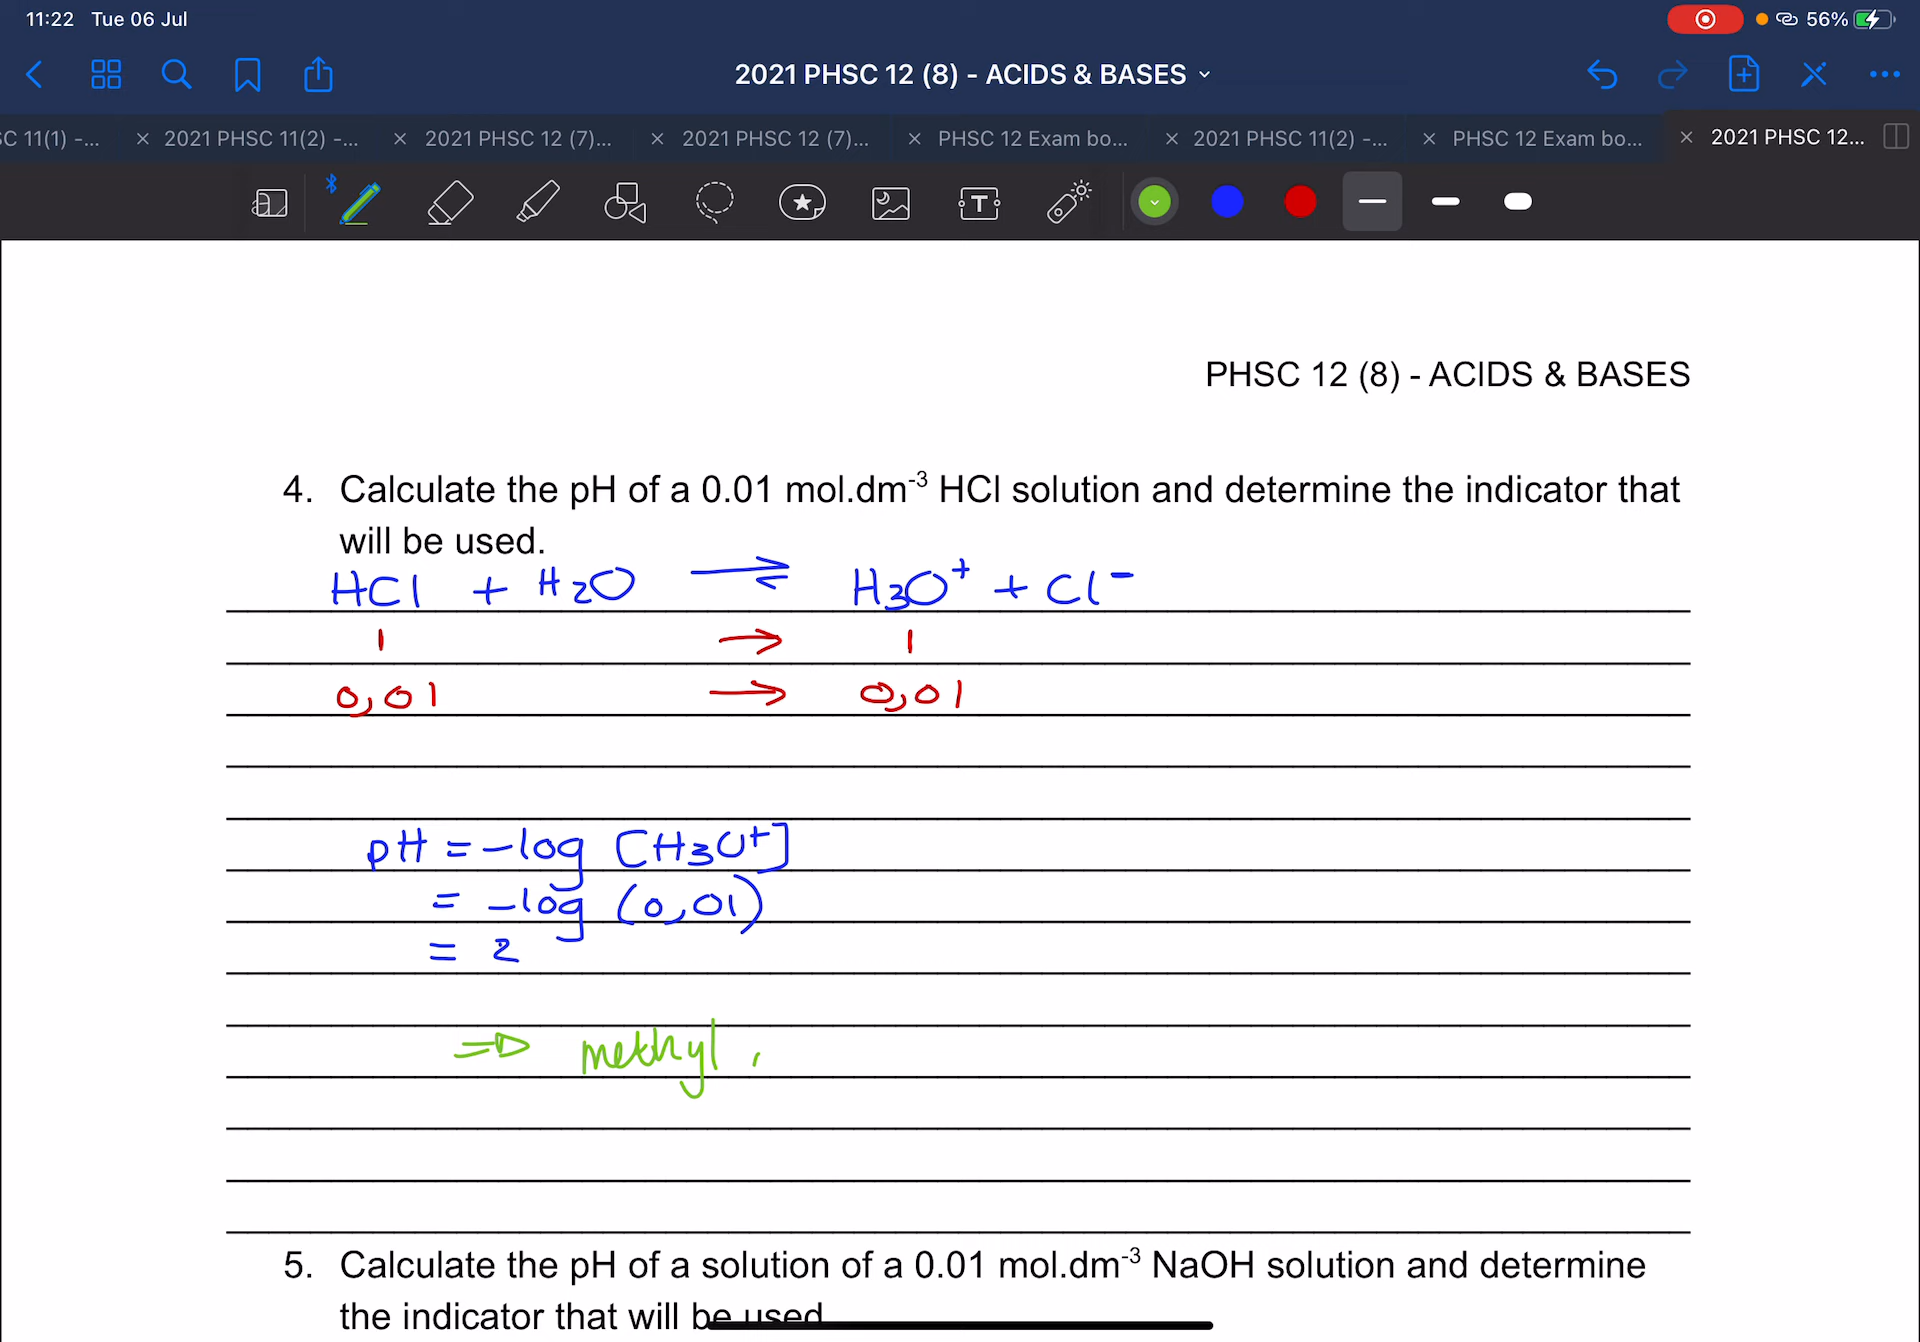 11:22 Tue 06 Jul 56%
2021 PHSC 12 (8) - ACIDS & BASES
SC 11(1) -... × 2021 PHSC 11(2) -... × 2021 PHSC 12 (7)... × 2021 PHSC 12 (7)... × PHSC 12 Exam bo... × 2021 PHSC 11(2) -... × PHSC 12 Exam bo... × 2021 PHSC 12...
T
PHSC 12 (8) - ACIDS & BASES
4. Calculate the pH of a 0.01 mol.dm⁻³ HCl solution and determine the indicator that
will be used.
HCl + H₂O ⇌ H₃O⁺ + Cl⁻
1 → 1
0,01 → 0,01
pH = -log [H₃O⁺]
= -log (0,01)
= 2
⇒ methyl
5. Calculate the pH of a solution of a 0.01 mol.dm⁻³ NaOH solution and determine
the indicator that will be used